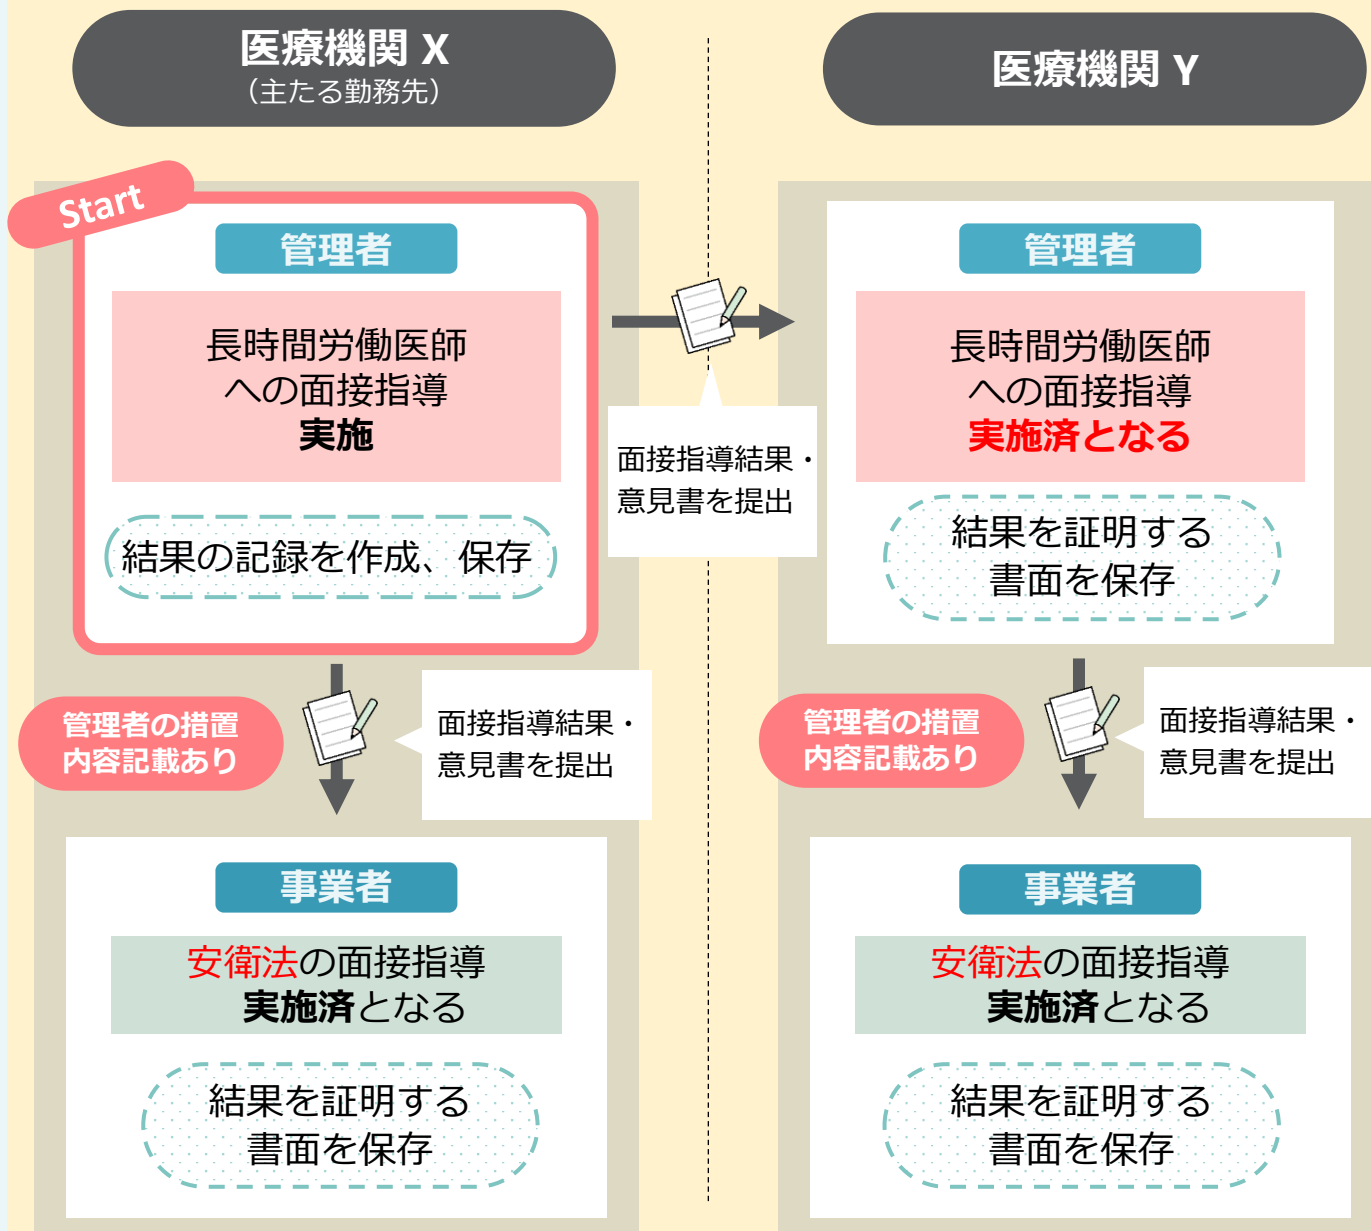 医療機関 X
（主たる勤務先）
医療機関 Y
Start
管理者
長時間労働医師
への面接指導
実施
結果の記録を作成、保存
面接指導結果・
意見書を提出
管理者
長時間労働医師
への面接指導
実施済となる
結果を証明する
書面を保存
管理者の措置
内容記載あり
面接指導結果・
意見書を提出
管理者の措置
内容記載あり
面接指導結果・
意見書を提出
事業者
安衛法の面接指導
実施済となる
結果を証明する
書面を保存
事業者
安衛法の面接指導
実施済となる
結果を証明する
書面を保存